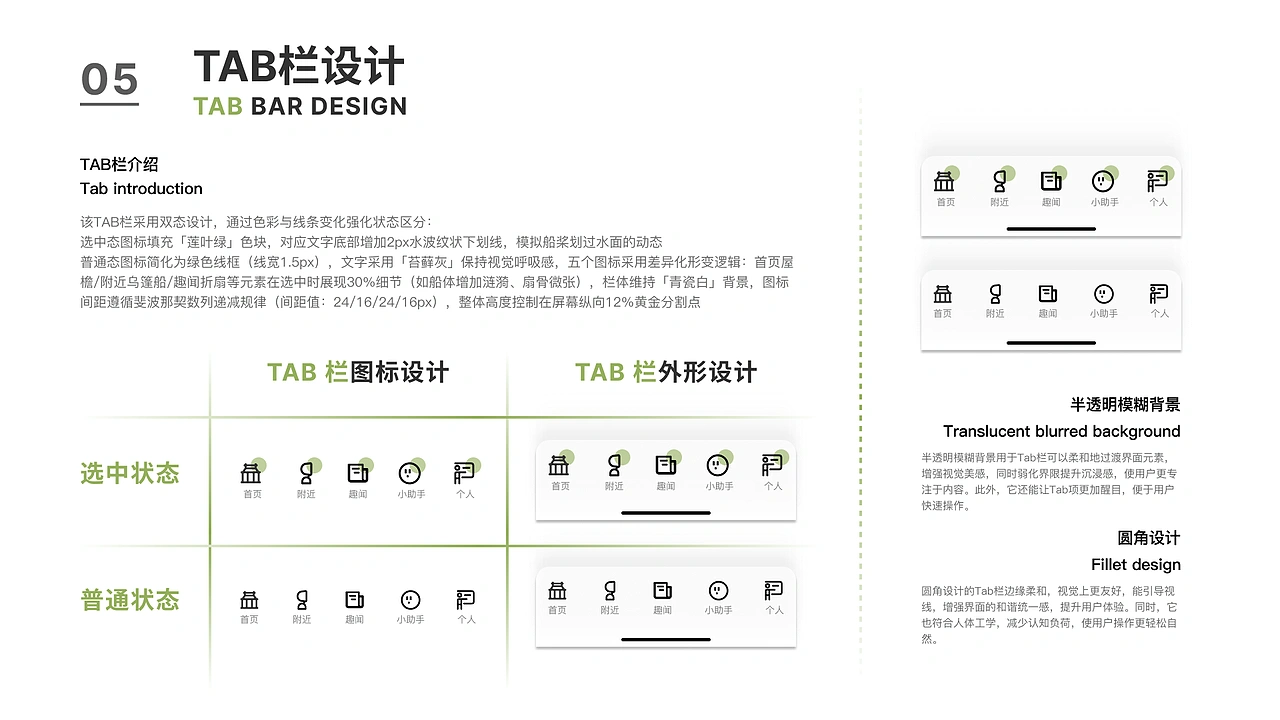 05
TAB栏设计
TAB BAR DESIGN
TAB栏介绍
Tab introduction
该TAB栏采用双态设计，通过色彩与线条变化强化状态区分：
选中态图标填充「莲叶绿」色块，对应文字底部增加2px水波纹状下划线，模拟船桨划过水面的动态
普通态图标简化为绿色线框（线宽1.5px），文字采用「苔藓灰」保持视觉呼吸感，五个图标采用差异化形变逻辑：首页屋
檐/附近乌篷船/趣闻折扇等元素在选中时展现30%细节（如船体增加涟漪、扇骨微张），栏体维持「青瓷白」背景，图标
间距遵循斐波那契数列递减规律（间距值：24/16/24/16px），整体高度控制在屏幕纵向12%黄金分割点
TAB 栏图标设计
TAB 栏外形设计
选中状态
首页 附近 趣闻 小助手 个人
首页 附近 趣闻 小助手 个人
普通状态
首页 附近 趣闻 小助手 个人
首页 附近 趣闻 小助手 个人
首页 附近 趣闻 小助手 个人
首页 附近 趣闻 小助手 个人
半透明模糊背景
Translucent blurred background
半透明模糊背景用于Tab栏可以柔和地过渡界面元素，
增强视觉美感，同时弱化界限提升沉浸感，使用户更专
注于内容。此外，它还能让Tab项更加醒目，便于用户
快速操作。
圆角设计
Fillet design
圆角设计的Tab栏边缘柔和，视觉上更友好，能引导视
线，增强界面的和谐统一感，提升用户体验。同时，它
也符合人体工学，减少认知负荷，使用户操作更轻松自
然。